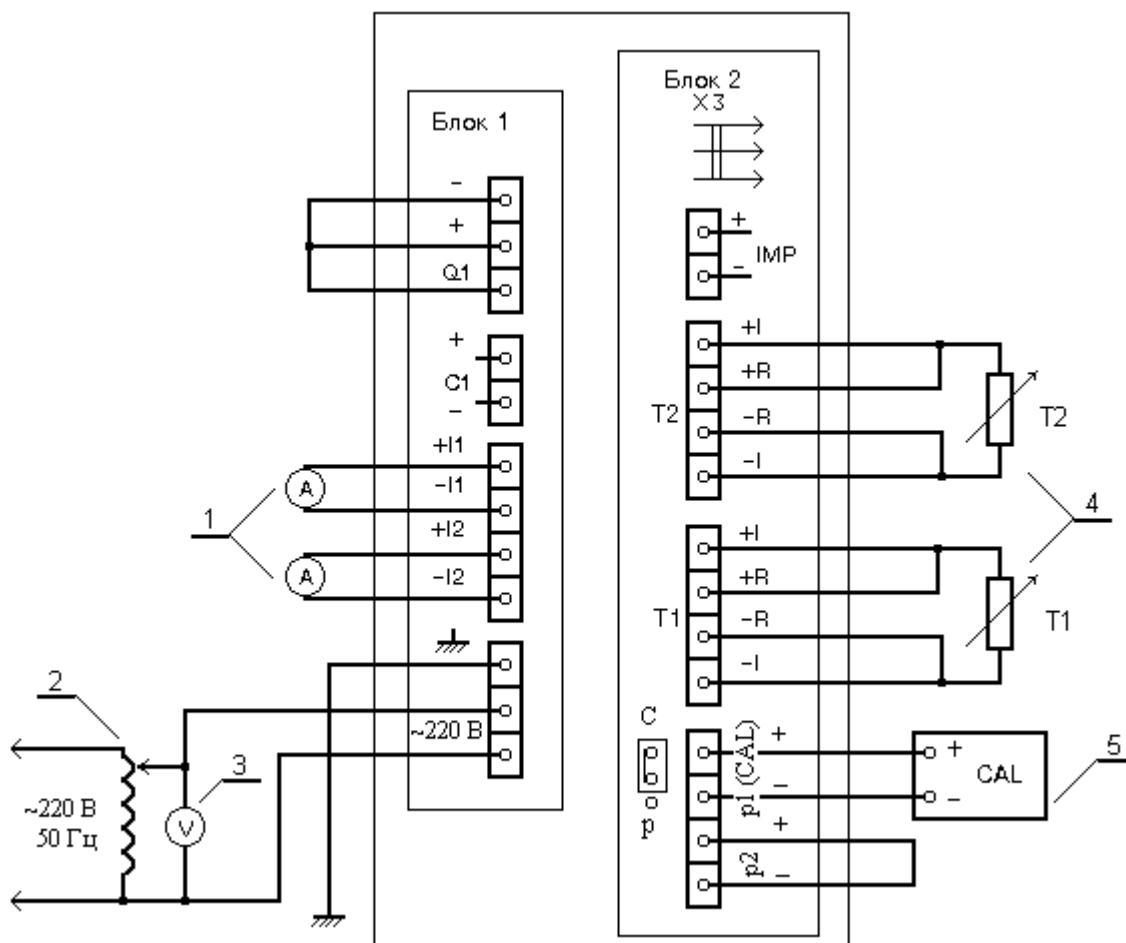 Блок 1
-
+
Q1
+
C1
-
+I1
-I1
+I2
-I2
~220 В
A
A
1
2
3
V
~220 В
50 Гц
Блок 2
X3
+
IMP
-
+I
+R
T2
-R
-I
T2
4
+I
+R
T1
-R
-I
T1
C
p
p1 (CAL)
+
-
p2
+
-
+
CAL
-
5